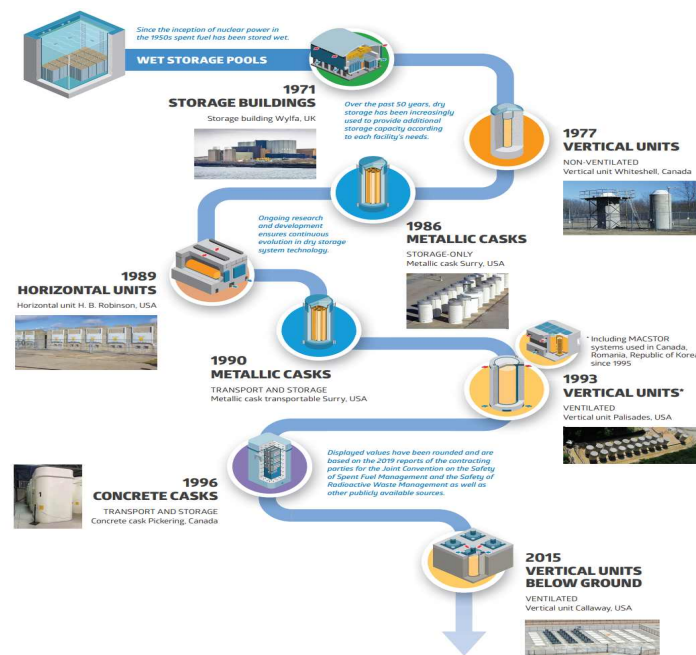 Since the inception of nuclear power in
the 1950s spent fuel has been stored wet.
WET STORAGE POOLS
1971
STORAGE BUILDINGS
Storage building Wylfa, UK
Over the past 50 years, dry
storage has been increasingly
used to provide additional
storage capacity according
to each facility's needs.
1977
VERTICAL UNITS
NON-VENTILATED
Vertical unit Whiteshell, Canada
Ongoing research
and development
ensures continuous
evolution in dry storage
system technology.
1986
METALLIC CASKS
STORAGE-ONLY
Metallic cask Surry, USA
1989
HORIZONTAL UNITS
Horizontal unit H. B. Robinson, USA
1990
METALLIC CASKS
TRANSPORT AND STORAGE
Metallic cask transportable Surry, USA
* Including MACSTOR
systems used in Canada,
Romania, Republic of Korea
since 1995
1993
VERTICAL UNITS*
VENTILATED
Vertical unit Palisades, USA
Displayed values have been rounded and are
based on the 2019 reports of the contracting
parties for the Joint Convention on the Safety
of Spent Fuel Management and the Safety of
Radioactive Waste Management as well as
other publicly available sources.
1996
CONCRETE CASKS
TRANSPORT AND STORAGE
Concrete cask Pickering, Canada
2015
VERTICAL UNITS
BELOW GROUND
VENTILATED
Vertical unit Callaway, USA